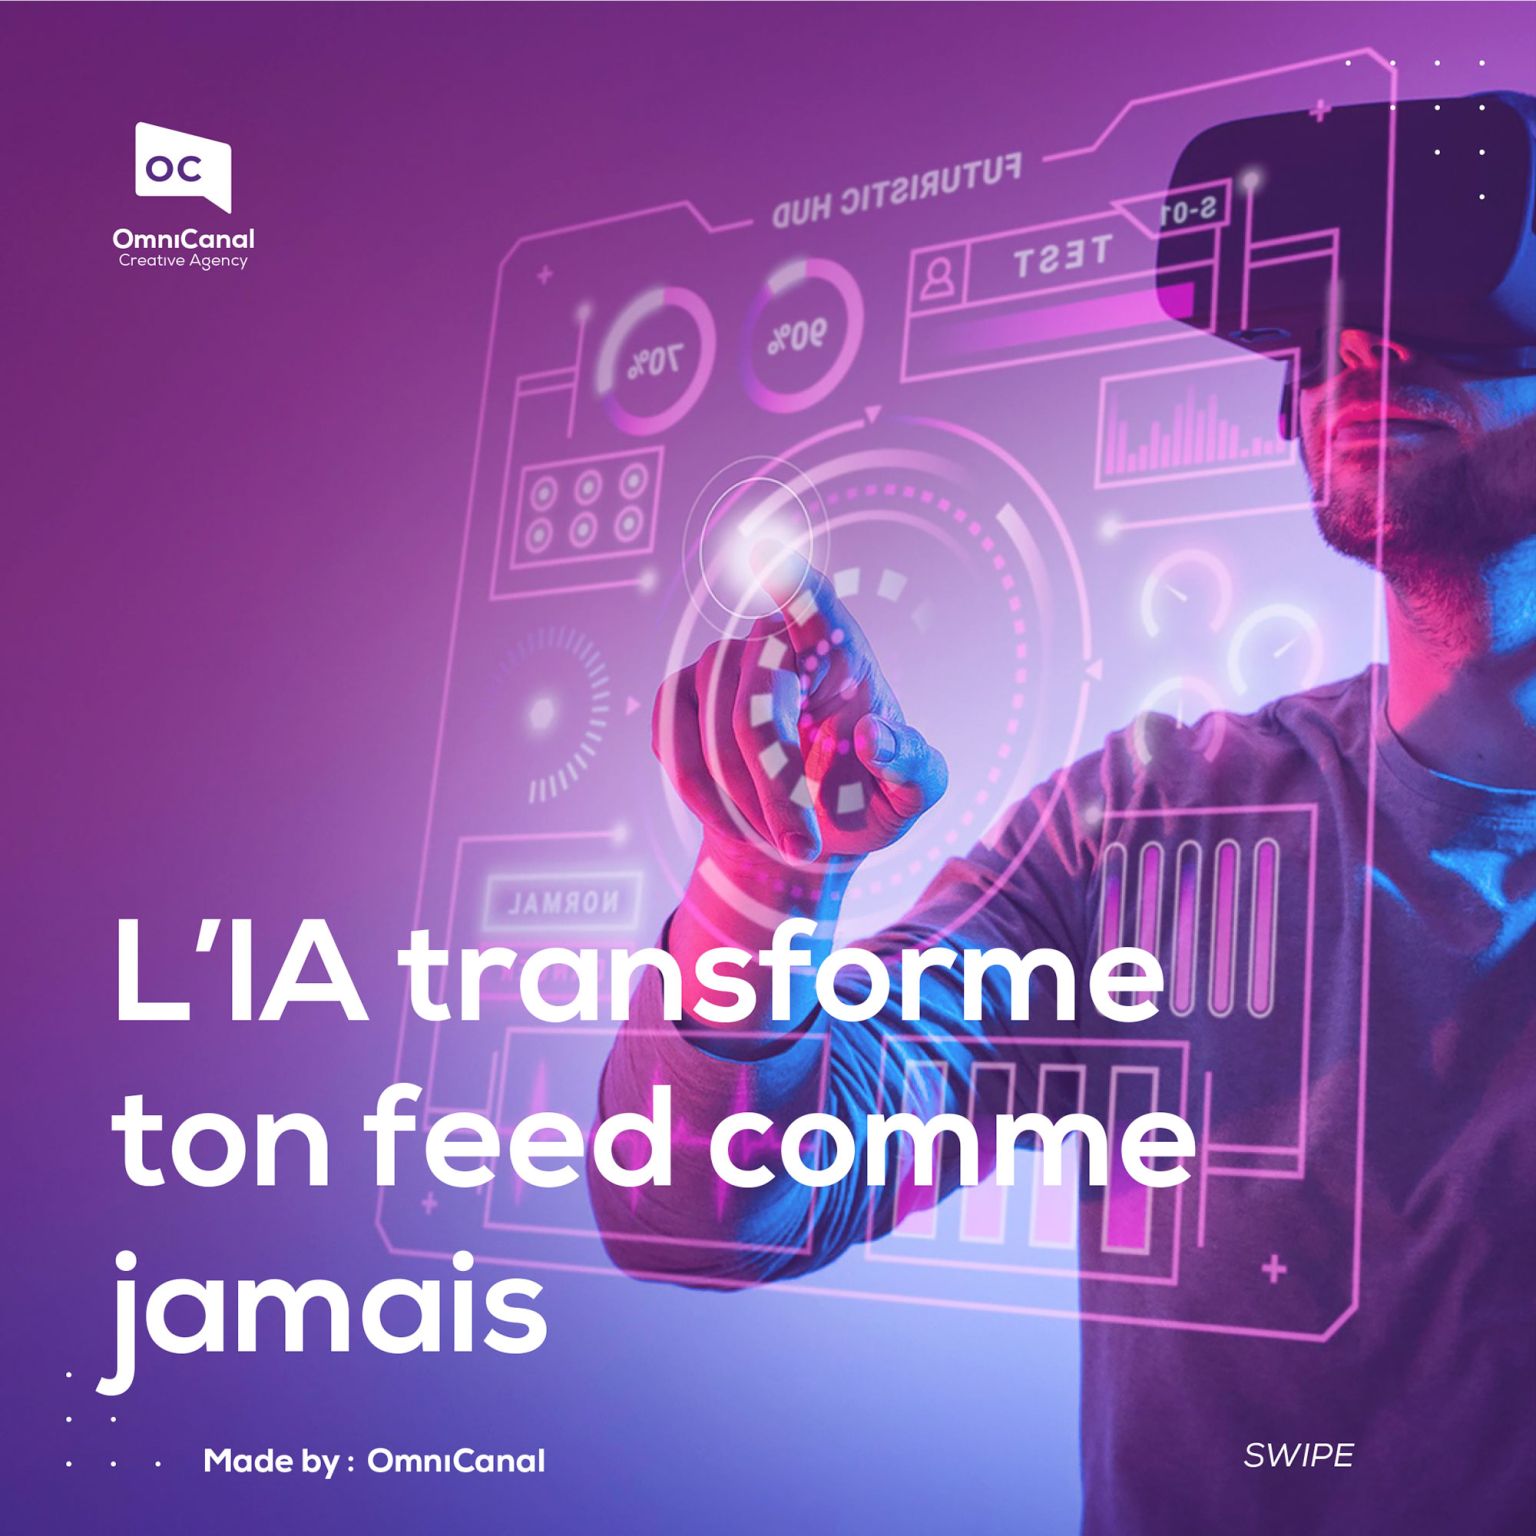 OC
OmnıCanal
Creatıve Agency
FUTURISTIC HUD
S-01
TEST
70%
90%
NORMAL
L'IA transforme
ton feed comme
jamais
Made by : OmnıCanal
SWIPE